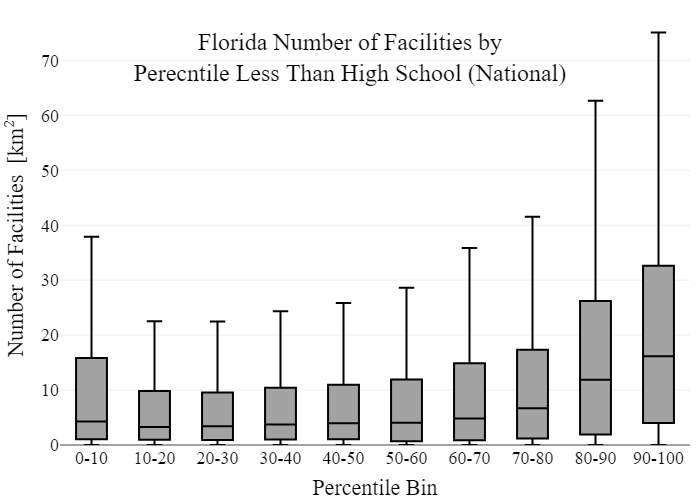 Florida Number of Facilities by
Perecntile Less Than High School (National)
Number of Facilities [km²]
70
60
50
40
30
20
10
0
0-10 10-20 20-30 30-40 40-50 50-60 60-70 70-80 80-90 90-100
Percentile Bin